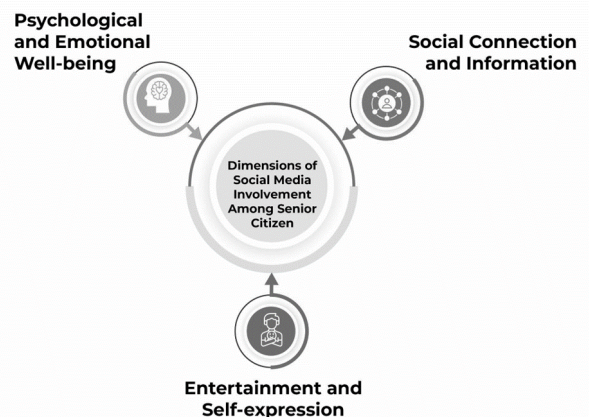 Psychological
and Emotional
Well-being
Social Connection
and Information
Dimensions of
Social Media
Involvement
Among Senior
Citizen
Entertainment and
Self-expression